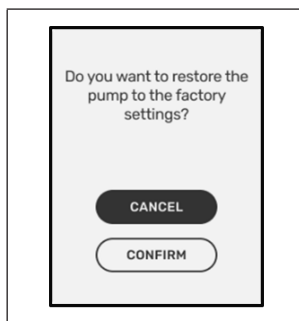 Do you want to restore the
pump to the factory
settings?
CANCEL
CONFIRM